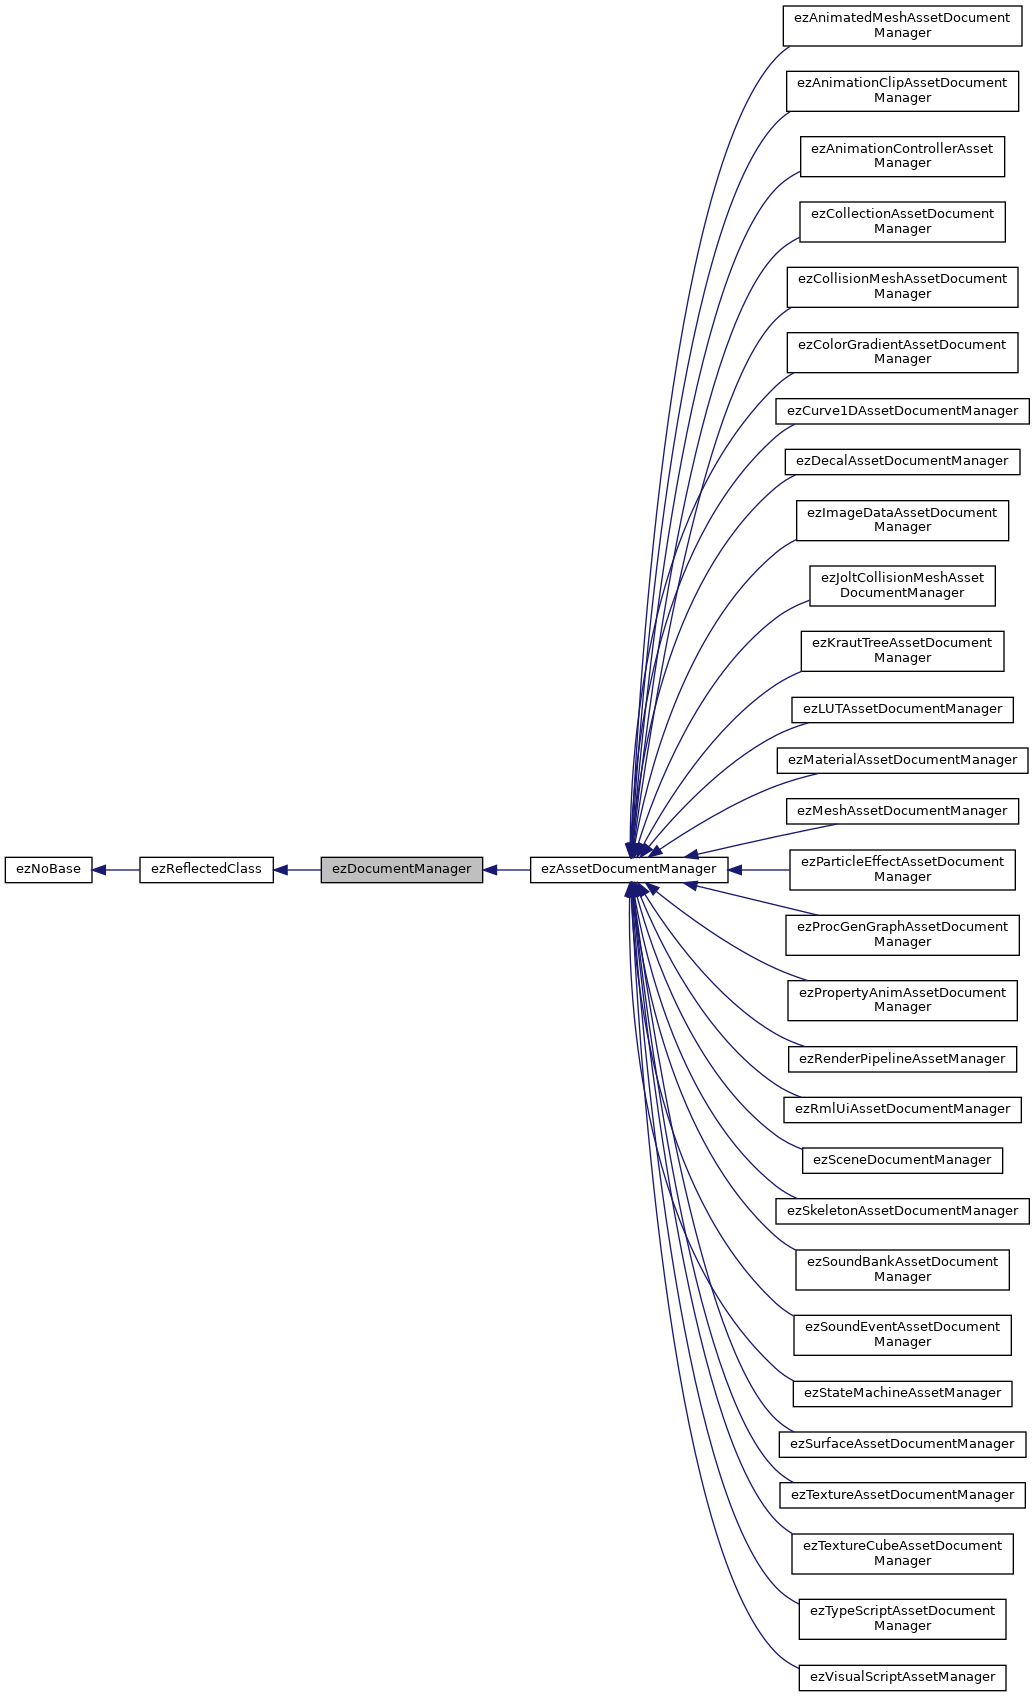 ezAnimatedMeshAssetDocument
Manager
ezAnimationClipAssetDocument
Manager
ezAnimationControllerAsset
Manager
ezCollectionAssetDocument
Manager
ezCollisionMeshAssetDocument
Manager
ezColorGradientAssetDocument
Manager
ezCurve1DAssetDocumentManager
ezDecalAssetDocumentManager
ezImageDataAssetDocument
Manager
ezJoltCollisionMeshAsset
DocumentManager
ezKrautTreeAssetDocument
Manager
ezLUTAssetDocumentManager
ezMaterialAssetDocumentManager
ezMeshAssetDocumentManager
ezNoBase
ezReflectedClass
ezDocumentManager
ezAssetDocumentManager
ezParticleEffectAssetDocument
Manager
ezProcGenGraphAssetDocument
Manager
ezPropertyAnimAssetDocument
Manager
ezRenderPipelineAssetManager
ezRmlUiAssetDocumentManager
ezSceneDocumentManager
ezSkeletonAssetDocumentManager
ezSoundBankAssetDocument
Manager
ezSoundEventAssetDocument
Manager
ezStateMachineAssetManager
ezSurfaceAssetDocumentManager
ezTextureAssetDocumentManager
ezTextureCubeAssetDocument
Manager
ezTypeScriptAssetDocument
Manager
ezVisualScriptAssetManager